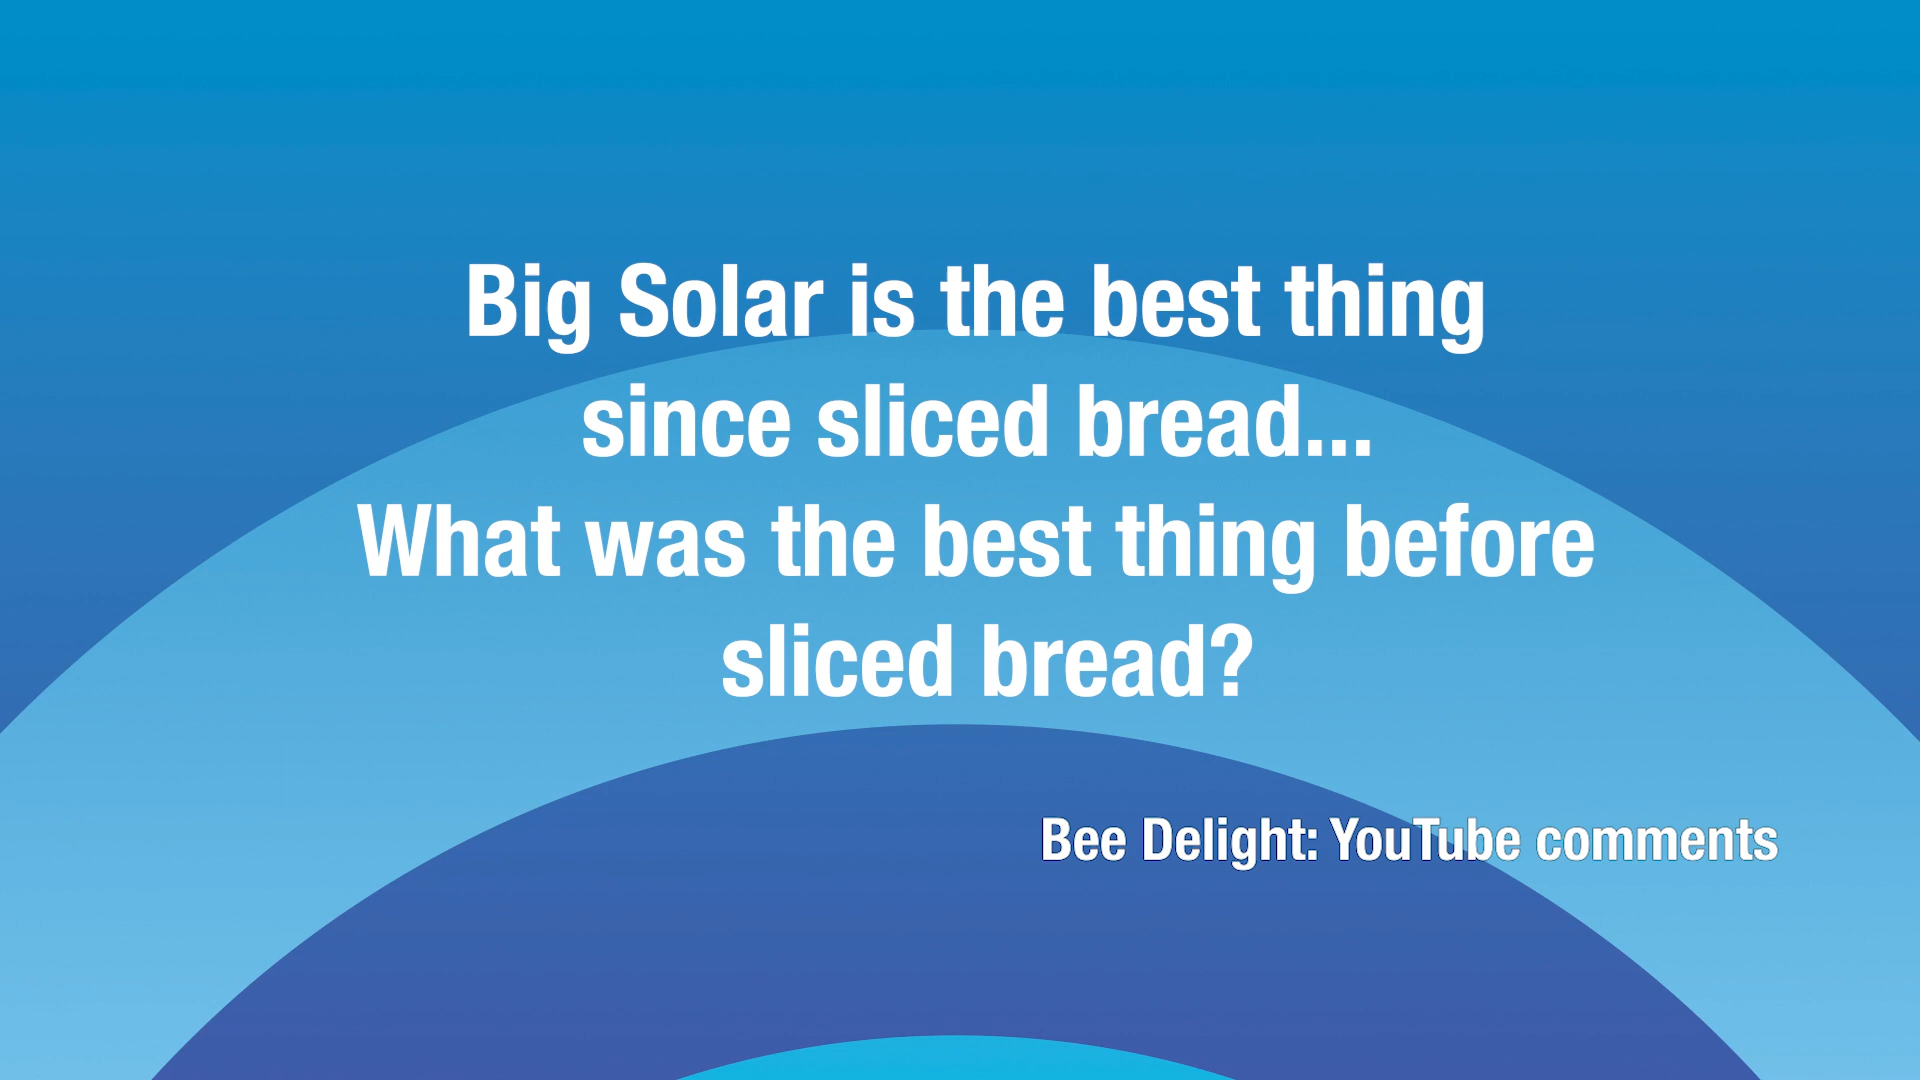 Big Solar is the best thing
since sliced bread...
What was the best thing before
sliced bread?
Bee Delight: YouTube comments